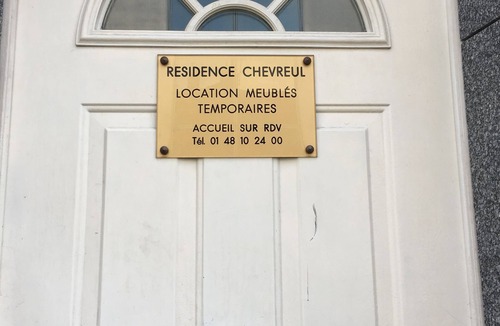 RESIDENCE CHEVREUL
LOCATION MEUBLÉS
TEMPORAIRES
ACCUEIL SUR RDV
Tél. 01 48 10 24 00